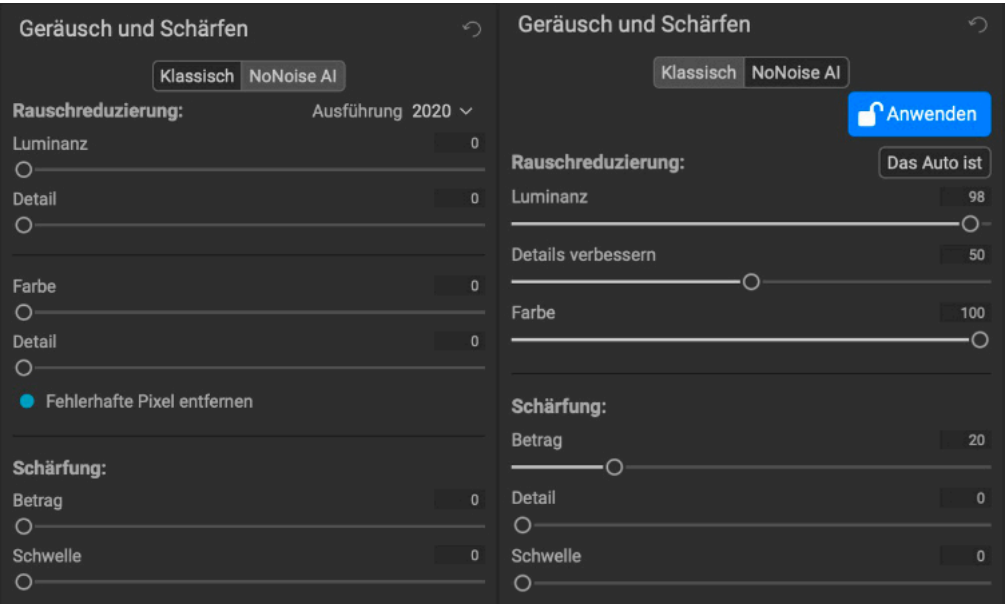 Geräusch und Schärfen
Klassisch NoNoise AI
Rauschreduzierung: Ausführung 2020
Luminanz 0
Detail 0
Farbe 0
Detail 0
Fehlerhafte Pixel entfernen
Schärfung:
Betrag 0
Schwelle 0
Geräusch und Schärfen
Klassisch NoNoise AI
Anwenden
Rauschreduzierung: Das Auto ist
Luminanz 98
Details verbessern 50
Farbe 100
Schärfung:
Betrag 20
Detail 0
Schwelle 0